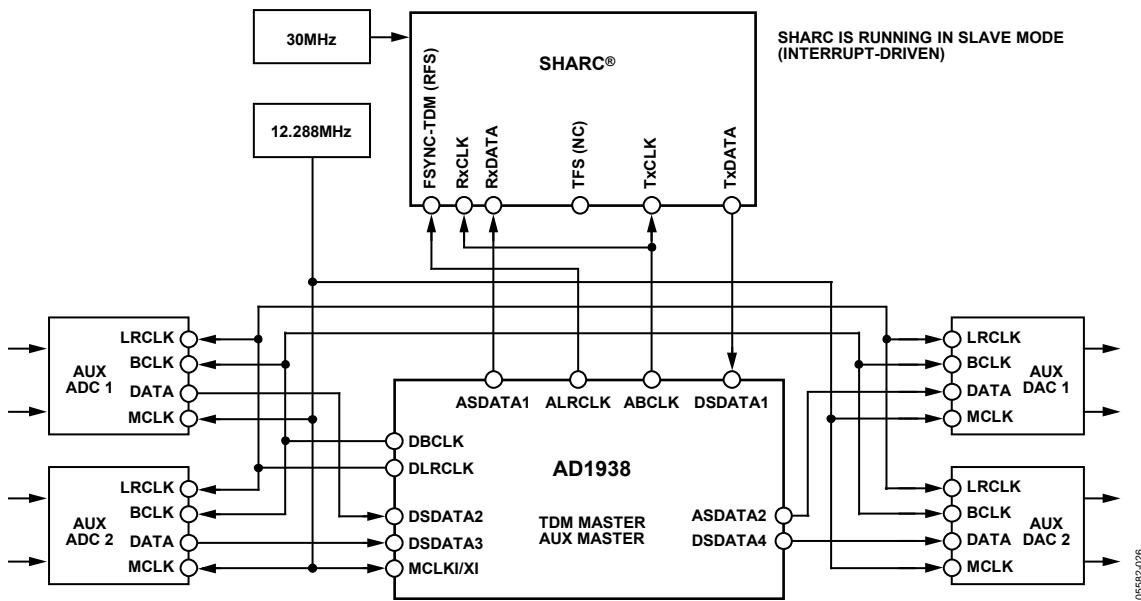 30MHz
SHARC IS RUNNING IN SLAVE MODE
(INTERRUPT-DRIVEN)
SHARC®
12.288MHz
FSYNC-TDM (RFS)
RxCLK
RxDATA
TFS (NC)
TxCLK
TxDATA
LRCLK
BCLK
DATA
MCLK
AUX
ADC 1
LRCLK
BCLK
DATA
MCLK
AUX
ADC 2
ASDATA1
ALRCLK
ABCLK
DSDATA1
DBCLK
DLRCLK
DSDATA2
DSDATA3
MCLKI/XI
AD1938
TDM MASTER
AUX MASTER
ASDATA2
DSDATA4
LRCLK
BCLK
DATA
MCLK
AUX
DAC 1
LRCLK
BCLK
DATA
MCLK
AUX
DAC 2
05582-026